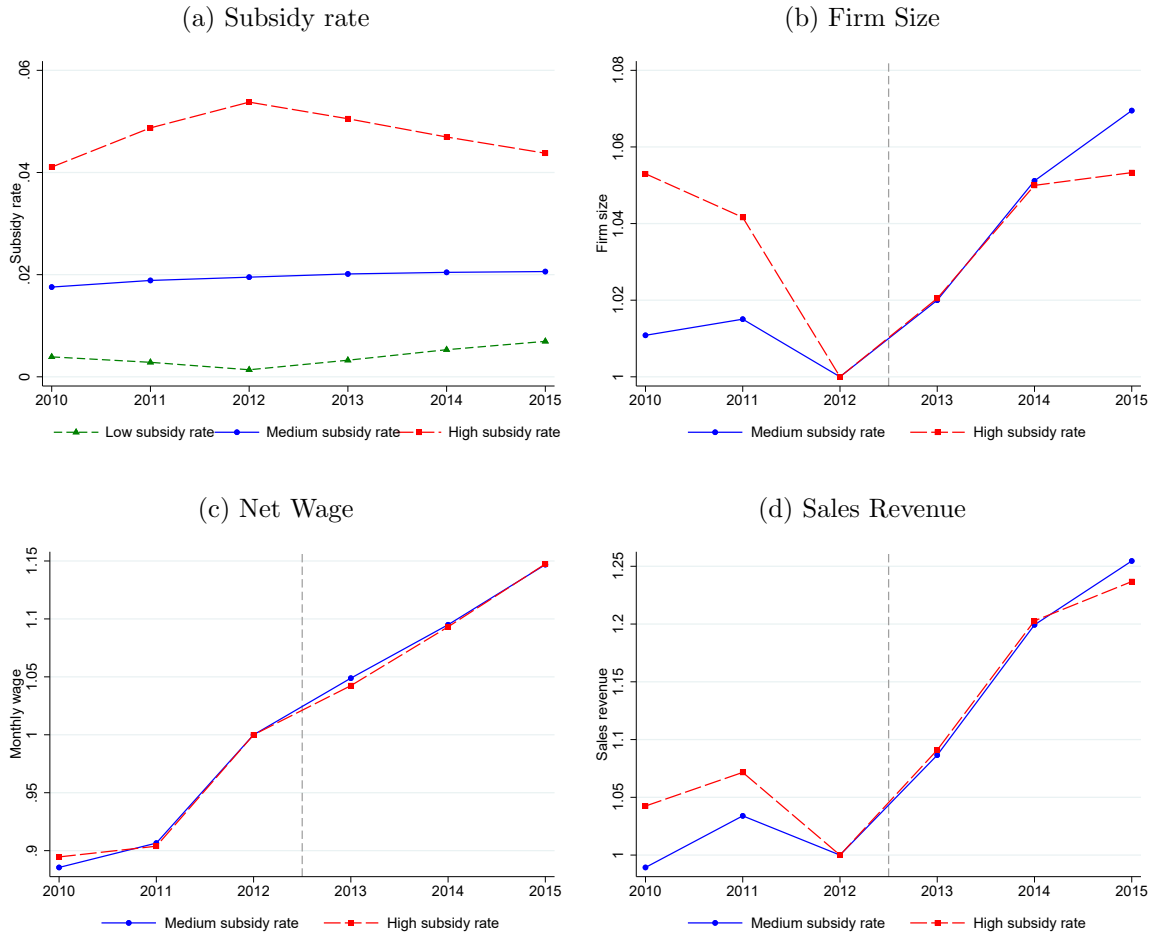 (a) Subsidy rate
Subsidy rate
.06
.04
.02
0
2010 2011 2012 2013 2014 2015
Low subsidy rate Medium subsidy rate High subsidy rate
(b) Firm Size
Firm size
1.08
1.06
1.04
1.02
1
2010 2011 2012 2013 2014 2015
Medium subsidy rate High subsidy rate
(c) Net Wage
Monthly wage
1.15
1.1
1.05
1
.95
.9
2010 2011 2012 2013 2014 2015
Medium subsidy rate High subsidy rate
(d) Sales Revenue
Sales revenue
1.25
1.2
1.15
1.1
1.05
1
2010 2011 2012 2013 2014 2015
Medium subsidy rate High subsidy rate